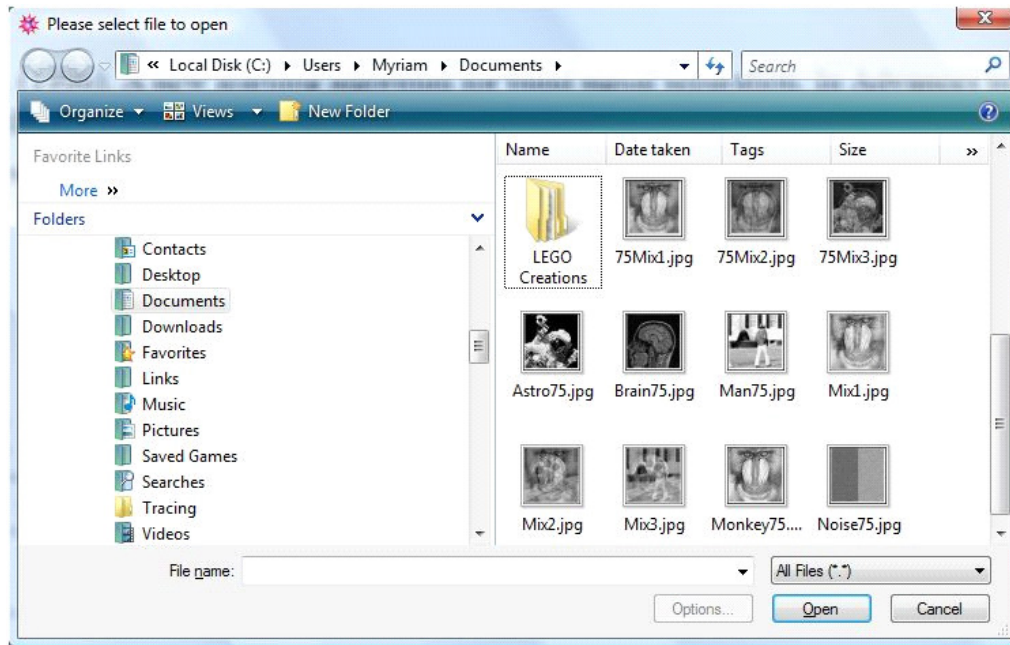 Please select file to open
« Local Disk (C:) ▸ Users ▸ Myriam ▸ Documents ▸
Search
Organize Views New Folder
Favorite Links
More »
Folders
Contacts
Desktop
Documents
Downloads
Favorites
Links
Music
Pictures
Saved Games
Searches
Tracing
Videos
Name Date taken Tags Size »
LEGO
Creations
75Mix1.jpg 75Mix2.jpg 75Mix3.jpg
Astro75.jpg Brain75.jpg Man75.jpg Mix1.jpg
Mix2.jpg Mix3.jpg Monkey75.... Noise75.jpg
File name:
All Files (*.*)
Options... Open Cancel